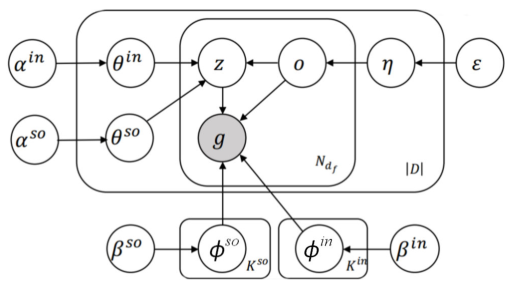 α^in θ^in z o η ε
α^so θ^so g N_{d_f} |D|
β^so ϕ^so K^so ϕ^in K^in β^in